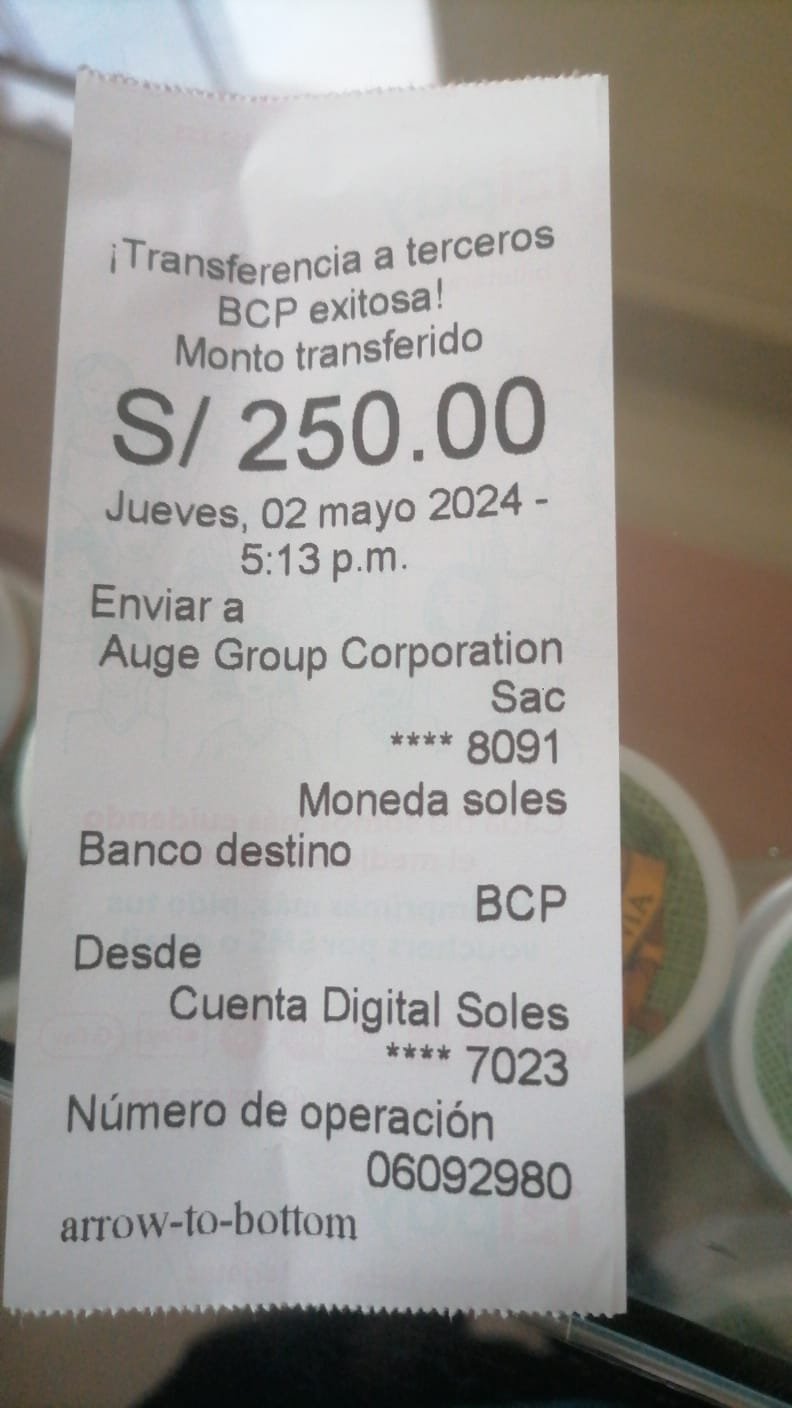 ¡Transferencia a terceros
BCP exitosa!
Monto transferido
S/ 250.00
Jueves, 02 mayo 2024 -
5:13 p.m.
Enviar a
Auge Group Corporation
Sac
**** 8091
Moneda soles
Banco destino
BCP
Desde
Cuenta Digital Soles
**** 7023
Número de operación
06092980
arrow-to-bottom